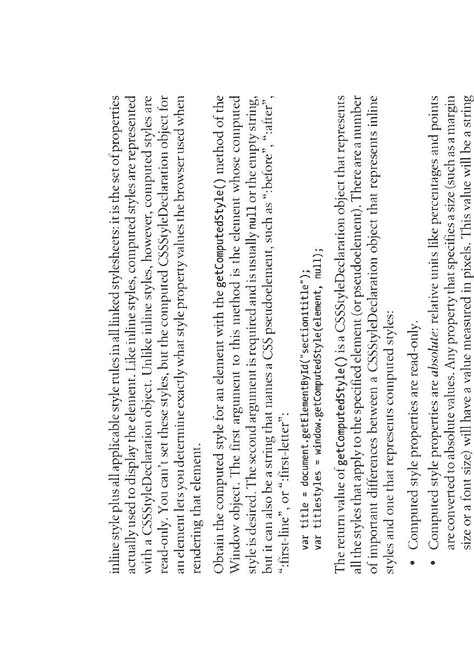 inline style plus all applicable style rules in all linked stylesheets: it is the set of properties
actually used to display the element. Like inline styles, computed styles are represented
with a CSSStyleDeclaration object. Unlike inline styles, however, computed styles are
read-only. You can’t set these styles, but the computed CSSStyleDeclaration object for
an element lets you determine exactly what style property values the browser used when
rendering that element.
Obtain the computed style for an element with the getComputedStyle() method of the
Window object. The first argument to this method is the element whose computed
style is desired. The second argument is required and is usually null or the empty string,
but it can also be a string that names a CSS pseudoelement, such as “:before”, “:after”,
“:first-line”, or “:first-letter”:
var title = document.getElementById("section1title");
var titlestyles = window.getComputedStyle(element, null);
The return value of getComputedStyle() is a CSSStyleDeclaration object that represents
all the styles that apply to the specified element (or pseudoelement). There are a number
of important differences between a CSSStyleDeclaration object that represents inline
styles and one that represents computed styles:
• Computed style properties are read-only.
• Computed style properties are absolute: relative units like percentages and points
are converted to absolute values. Any property that specifies a size (such as a margin
size or a font size) will have a value measured in pixels. This value will be a string